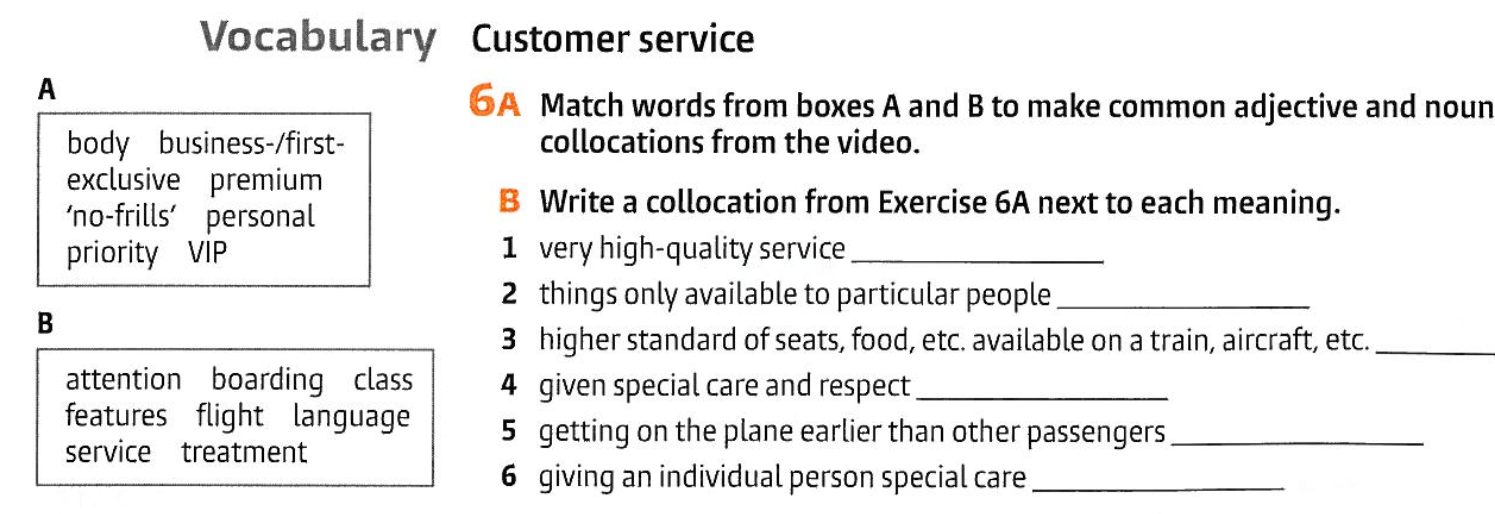 Vocabulary Customer service
A
body business-/first-
exclusive premium
'no-frills' personal
priority VIP
B
attention boarding class
features flight language
service treatment
6A Match words from boxes A and B to make common adjective and noun
collocations from the video.
B Write a collocation from Exercise 6A next to each meaning.
1 very high-quality service
2 things only available to particular people
3 higher standard of seats, food, etc. available on a train, aircraft, etc.
4 given special care and respect
5 getting on the plane earlier than other passengers
6 giving an individual person special care